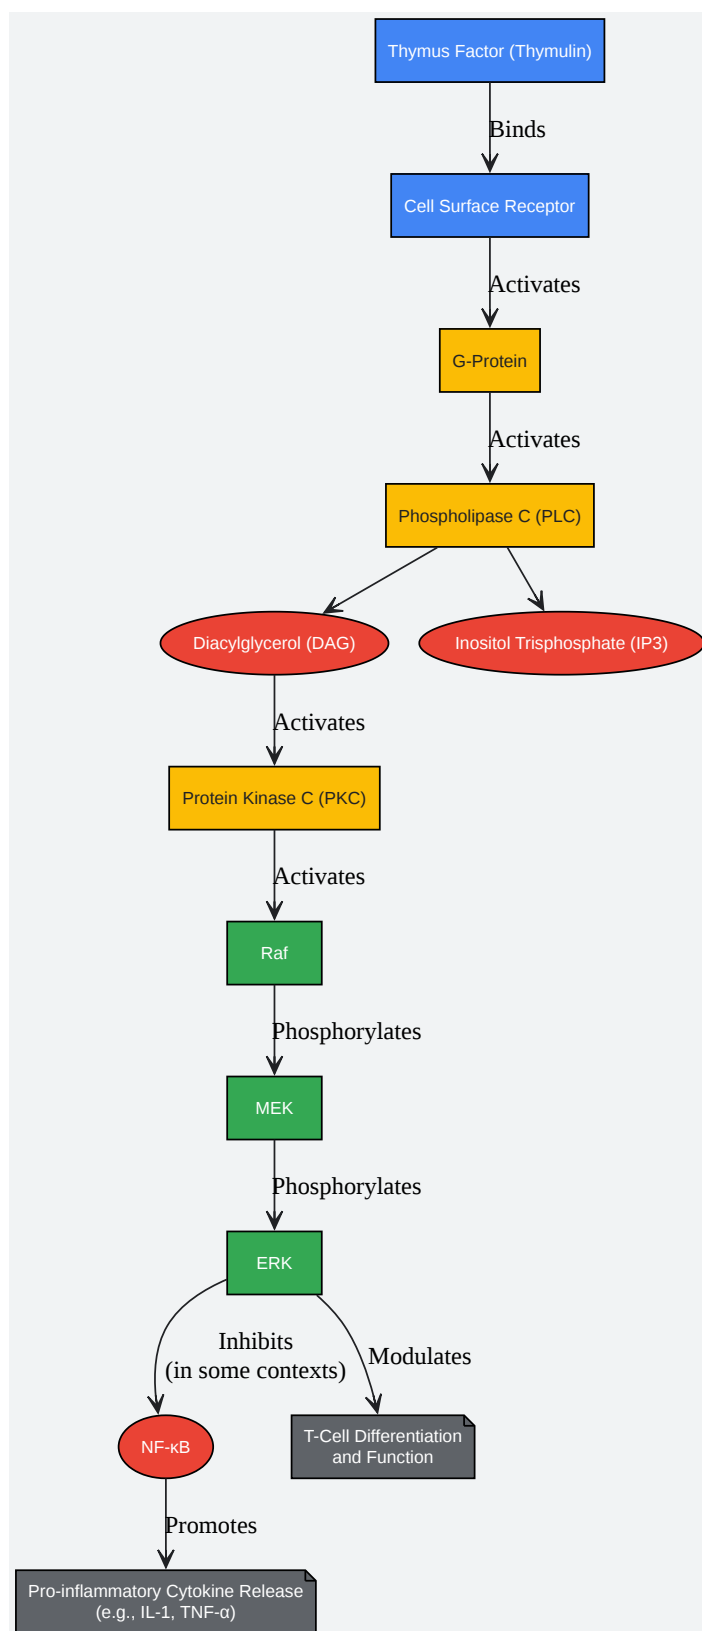 Thymus Factor (Thymulin)
Binds
Cell Surface Receptor
Activates
G-Protein
Activates
Phospholipase C (PLC)
Diacylglycerol (DAG)
Inositol Trisphosphate (IP3)
Activates
Protein Kinase C (PKC)
Activates
Raf
Phosphorylates
MEK
Phosphorylates
ERK
Inhibits
(in some contexts)
Modulates
NF-κB
T-Cell Differentiation
and Function
Promotes
Pro-inflammatory Cytokine Release
(e.g., IL-1, TNF-α)